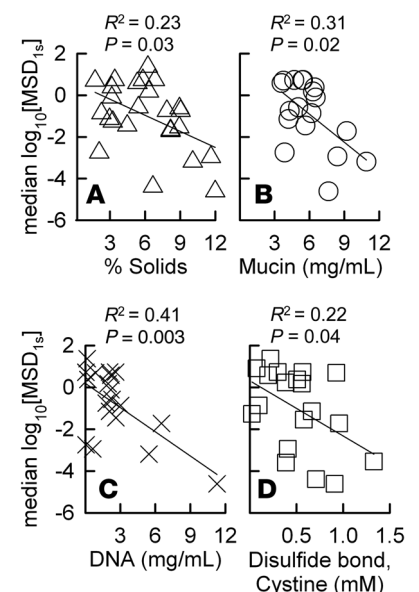 R² = 0.23
P = 0.03
R² = 0.31
P = 0.02
median log₁₀[MSD₁ₛ]
2
0
-2
-4
-6
A
B
3 6 9 12
3 6 9 12
% Solids
Mucin (mg/mL)
R² = 0.41
P = 0.003
R² = 0.22
P = 0.04
median log₁₀[MSD₁ₛ]
2
0
-2
-4
-6
C
D
3 6 9 12
0.5 1.0 1.5
DNA (mg/mL)
Disulfide bond,
Cystine (mM)